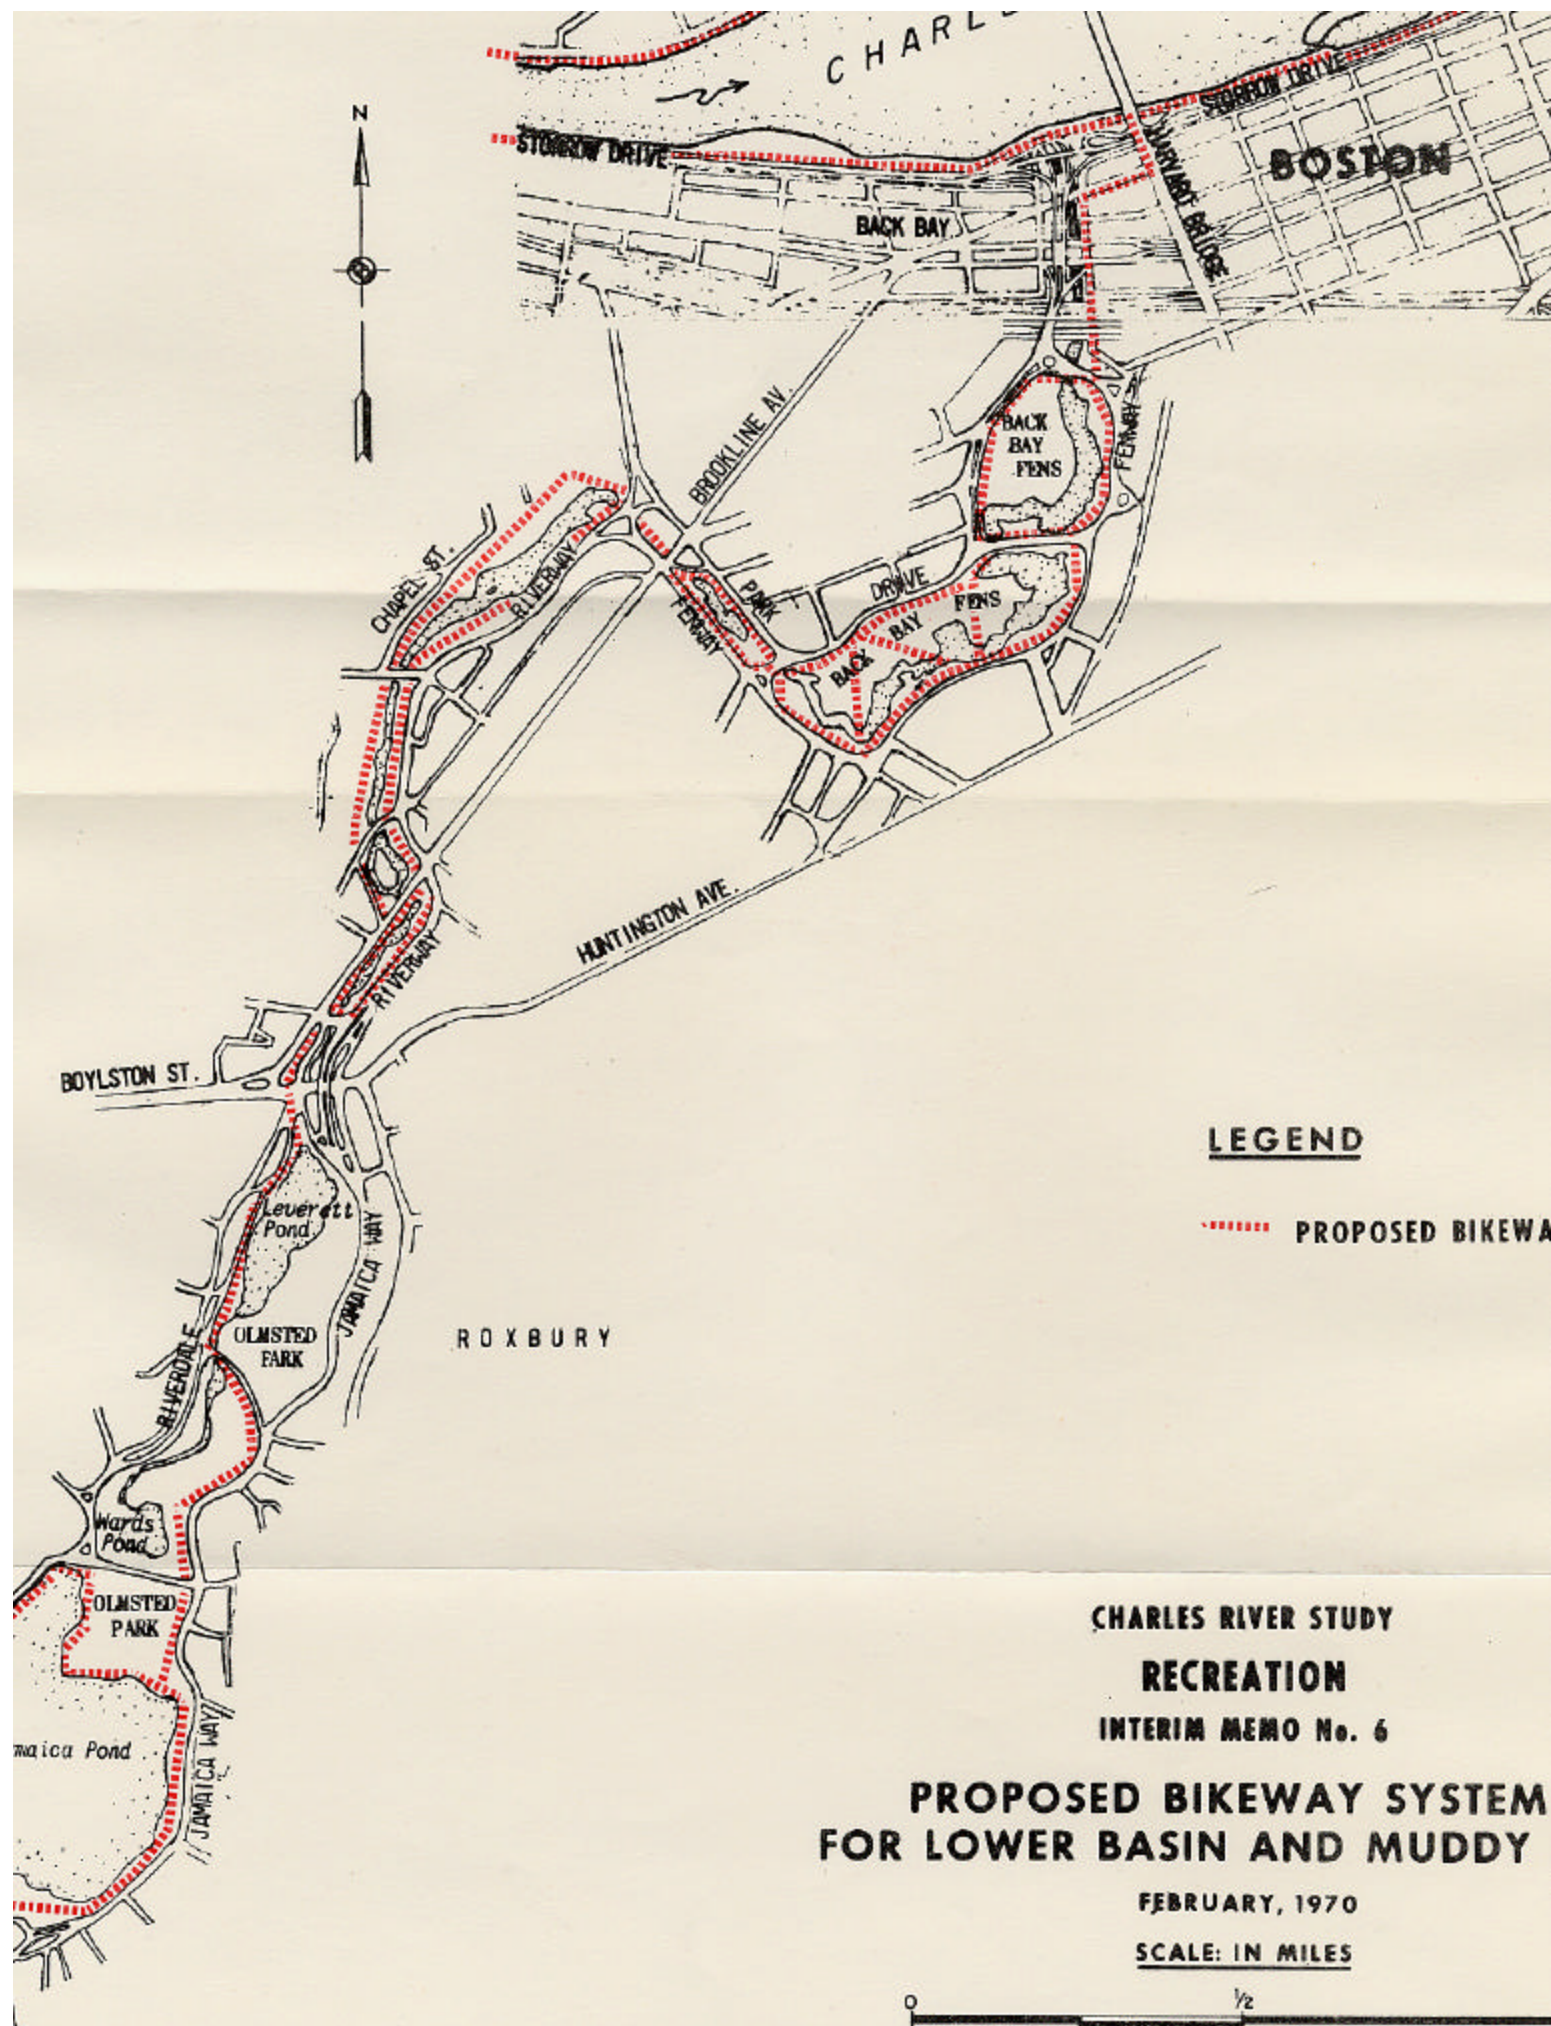 CHARL
N
STORROW DRIVE
STORROW DRIVE
BOSTON
HARVARD BRIDGE
BACK BAY
BROOKLINE AV.
BACK
BAY
FENS
FENWAY
CHAPEL ST.
RIVERWAY
PARK
DRIVE
FENWAY
BACK BAY FENS
HUNTINGTON AVE.
RIVERWAY
BOYLSTON ST.
LEGEND
PROPOSED BIKEWA
Leverett
Pond
JAMAICA WAY
OLMSTED
PARK
ROXBURY
RIVERDALE
Wards
Pond
OLMSTED
PARK
maica Pond
JAMAICA WAY
CHARLES RIVER STUDY
RECREATION
INTERIM MEMO No. 6
PROPOSED BIKEWAY SYSTEM
FOR LOWER BASIN AND MUDDY
FEBRUARY, 1970
SCALE: IN MILES
0 1/2